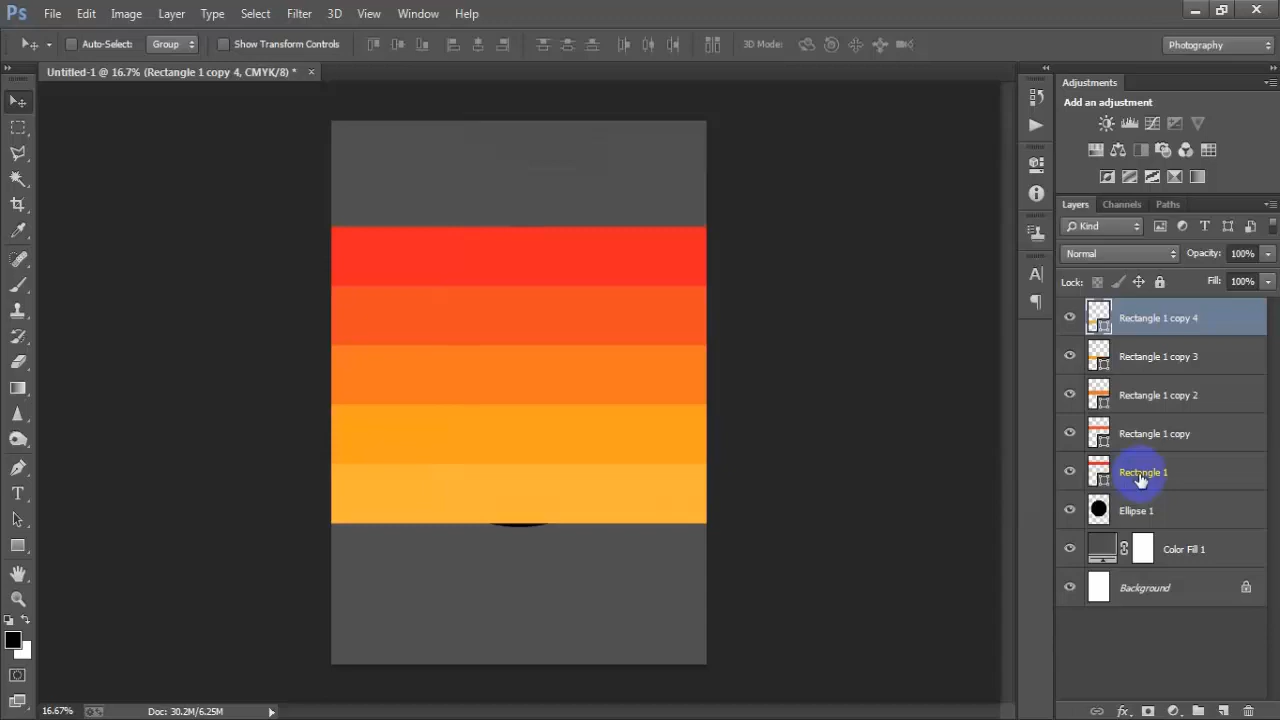 Ps File Edit Image Layer Type Select Filter 3D View Window Help
Auto-Select: Group Show Transform Controls 3D Mode: Photography
Untitled-1 @ 16.7% (Rectangle 1 copy 4, CMYK/8) * ×
Adjustments
Add an adjustment
Layers Channels Paths
Kind
Normal Opacity: 100%
Lock: Fill: 100%
Rectangle 1 copy 4
Rectangle 1 copy 3
Rectangle 1 copy 2
Rectangle 1 copy
Rectangle 1
Ellipse 1
Color Fill 1
Background
16.67% Doc: 30.2M/6.25M